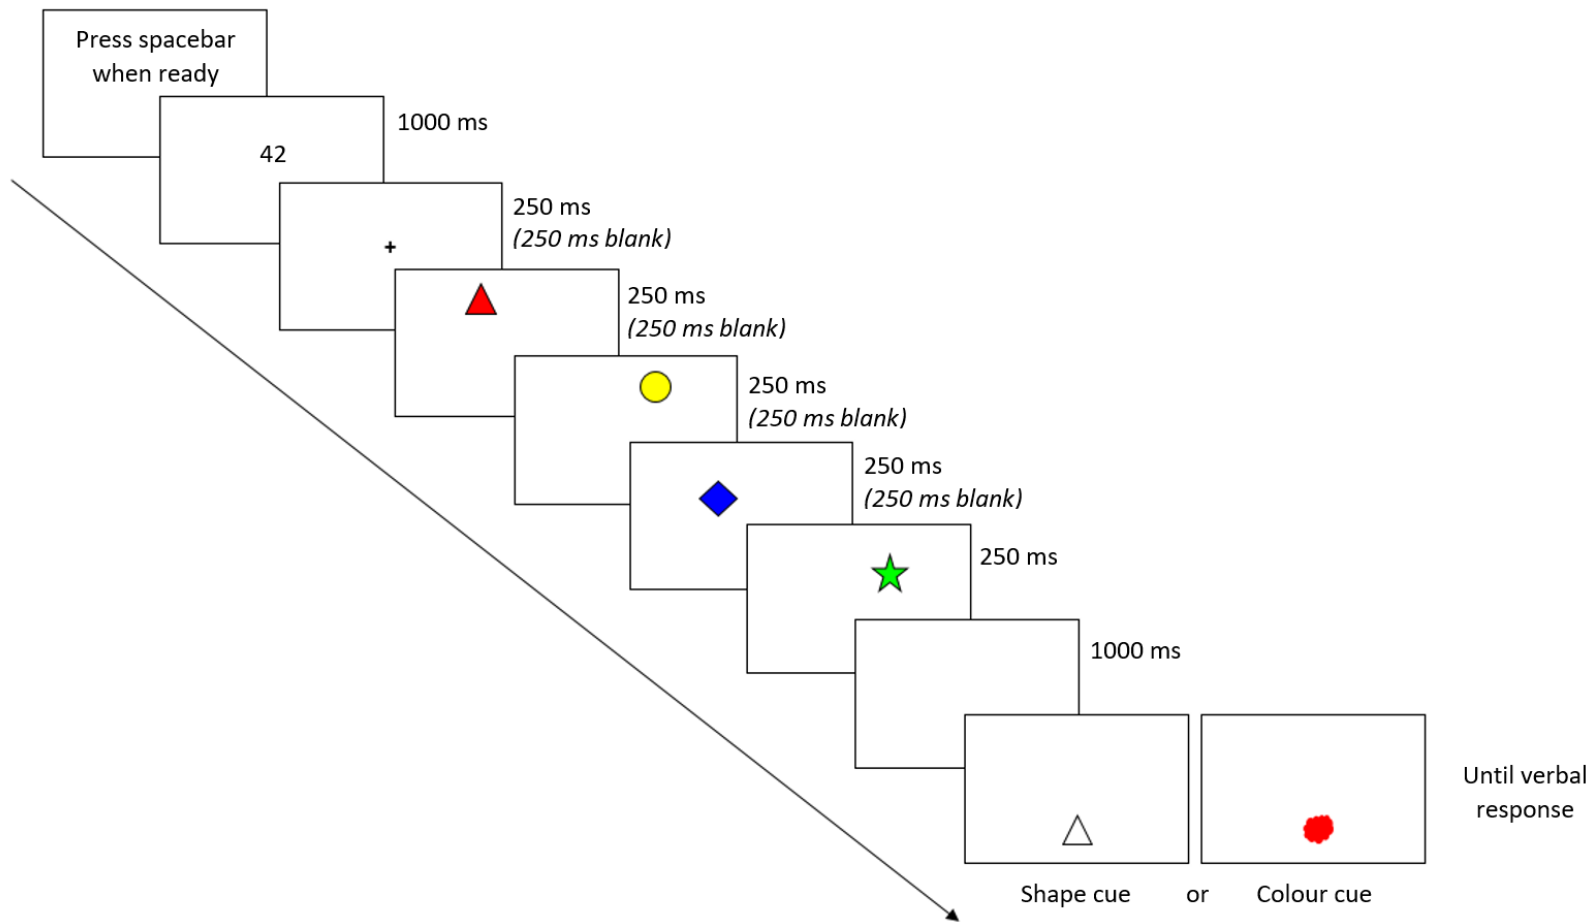 Press spacebar
when ready
42
1000 ms
+
250 ms
(250 ms blank)
250 ms
(250 ms blank)
250 ms
(250 ms blank)
250 ms
(250 ms blank)
250 ms
1000 ms
Until verbal
response
Shape cue or Colour cue